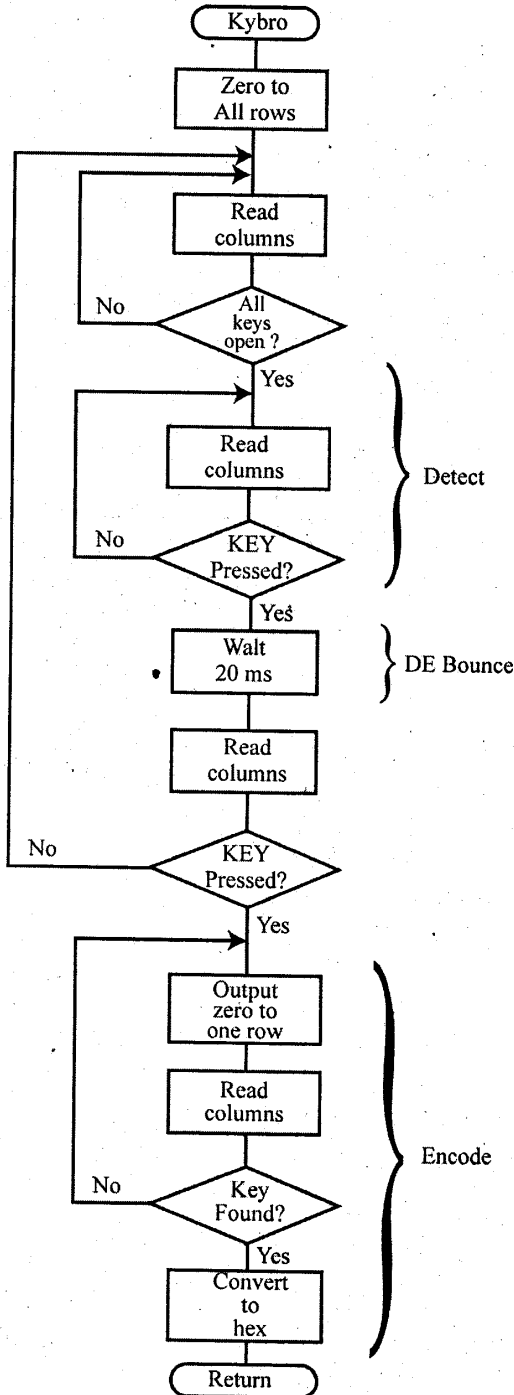 Kybro
Zero to
All rows
Read
columns
No
All
keys
open ?
Yes
Read
columns
Detect
No
KEY
Pressed?
Yes
Walt
20 ms
DE Bounce
Read
columns
No
KEY
Pressed?
Yes
Output
zero to
one row
Read
columns
Encode
No
Key
Found?
Yes
Convert
to
hex
Return